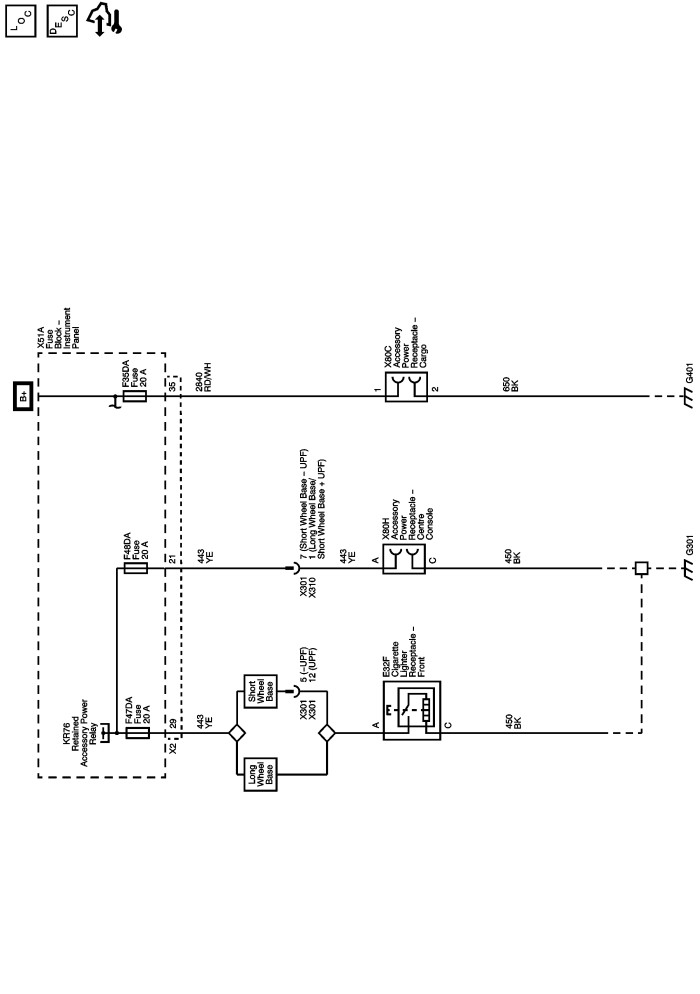 LOC
DESC
B+
X51A
Fuse
Block –
Instrument
Panel
KR76
Retained
Accessory Power
Relay
F47DA
Fuse
20 A
F48DA
Fuse
20 A
F35DA
Fuse
20 A
X2
29
21
35
443
YE
443
YE
2840
RD/WH
Long
Wheel
Base
Short
Wheel
Base
X301
X301
5 (–UPF)
12 (UPF)
X301
X310
7 (Short Wheel Base – UPF)
1 (Long Wheel Base/
Short Wheel Base + UPF)
443
YE
A
E32F
Cigarette
Lighter
Receptacle –
Front
C
A
X80H
Accessory
Power
Receptacle –
Centre
Console
C
1
X80C
Accessory
Power
Receptacle –
Cargo
2
450
BK
450
BK
650
BK
G301
G401